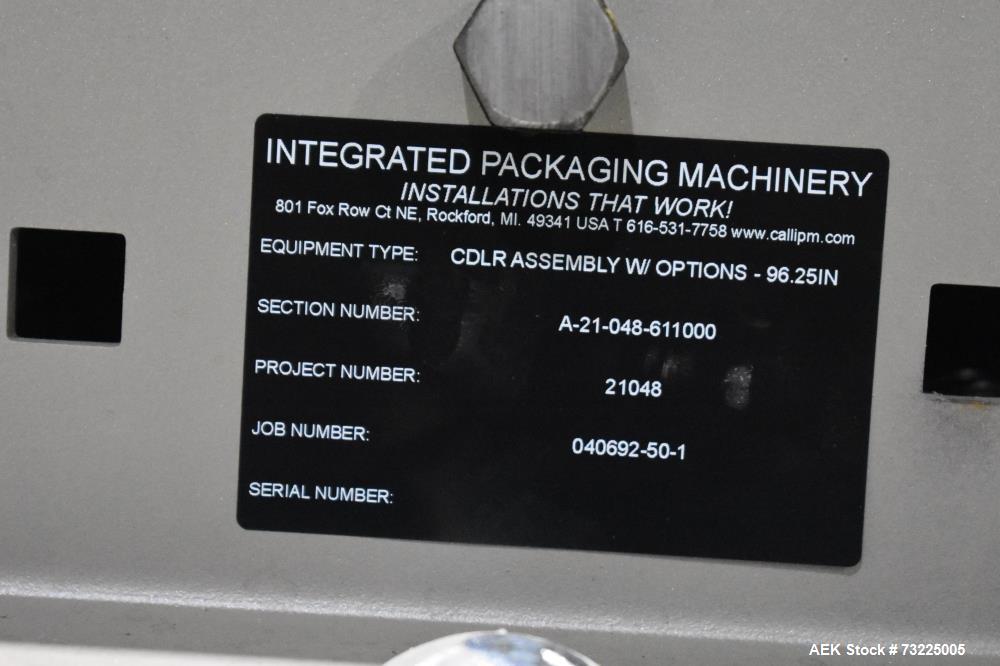 INTEGRATED PACKAGING MACHINERY
INSTALLATIONS THAT WORK!
801 Fox Row Ct NE, Rockford, MI. 49341 USA T 616-531-7758 www.callipm.com
EQUIPMENT TYPE: CDLR ASSEMBLY W/ OPTIONS - 96.25IN
SECTION NUMBER: A-21-048-611000
PROJECT NUMBER: 21048
JOB NUMBER: 040692-50-1
SERIAL NUMBER:
AEK Stock # 73225005